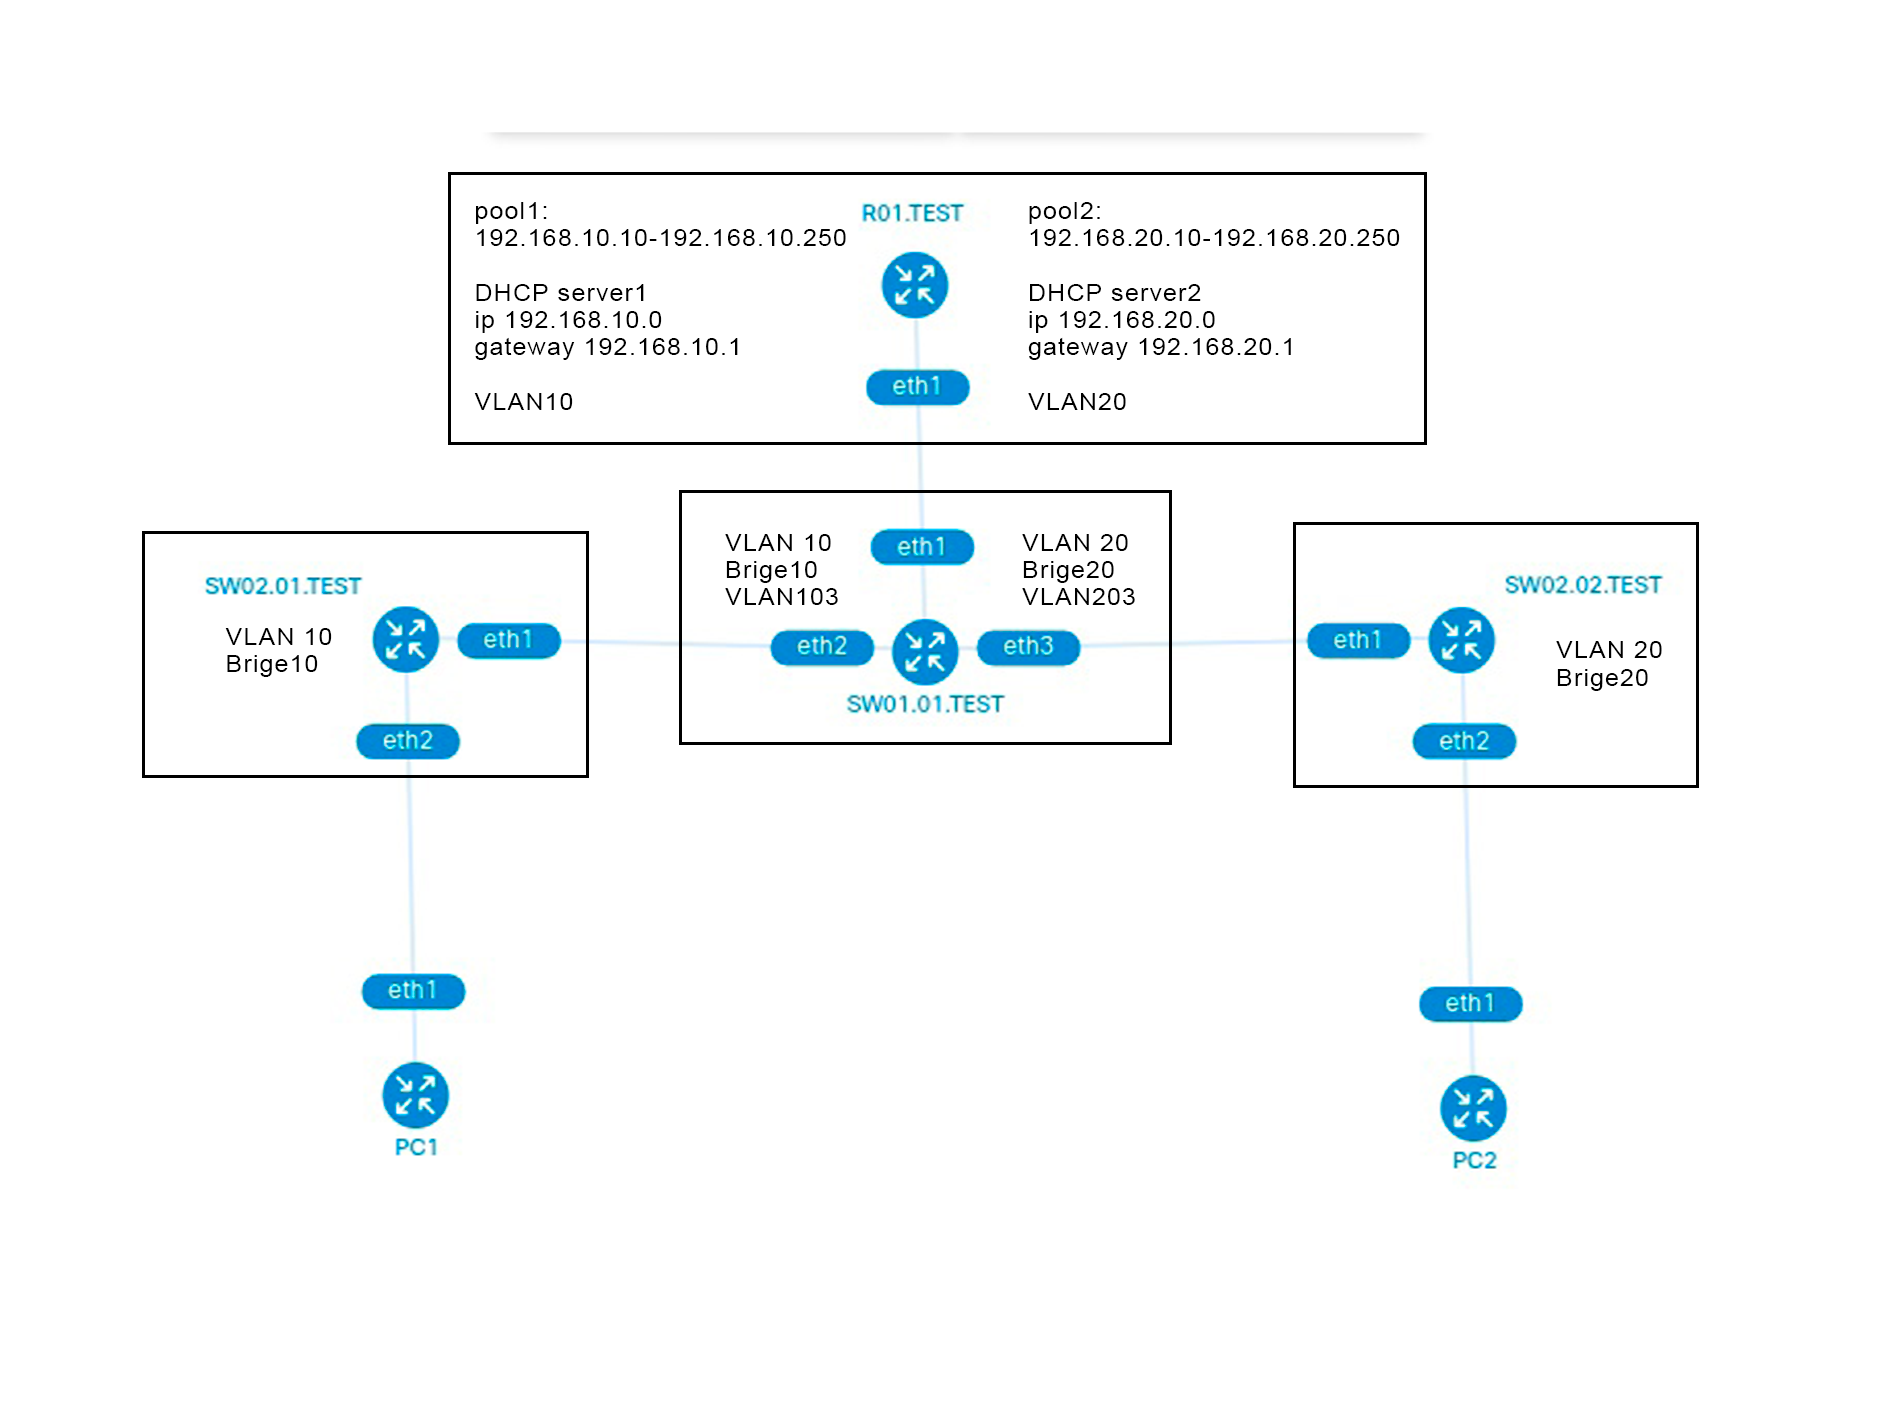 pool1:
192.168.10.10-192.168.10.250
DHCP server1
ip 192.168.10.0
gateway 192.168.10.1
VLAN10
R01.TEST
eth1
pool2:
192.168.20.10-192.168.20.250
DHCP server2
ip 192.168.20.0
gateway 192.168.20.1
VLAN20
SW02.01.TEST
VLAN 10
Brige10
eth1
eth2
VLAN 10
Brige10
VLAN103
eth1
VLAN 20
Brige20
VLAN203
eth2
eth3
SW01.01.TEST
SW02.02.TEST
eth1
VLAN 20
Brige20
eth2
eth1
PC1
eth1
PC2